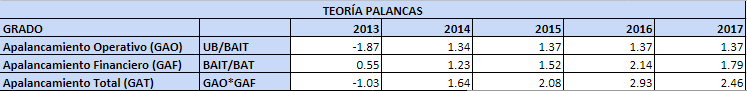 TEORÍA PALANCAS
GRADO 2013 2014 2015 2016 2017
Apalancamiento Operativo (GAO) UB/BAIT -1.87 1.34 1.37 1.37 1.37
Apalancamiento Financiero (GAF) BAIT/BAT 0.55 1.23 1.52 2.14 1.79
Apalancamiento Total (GAT) GAO*GAF -1.03 1.64 2.08 2.93 2.46